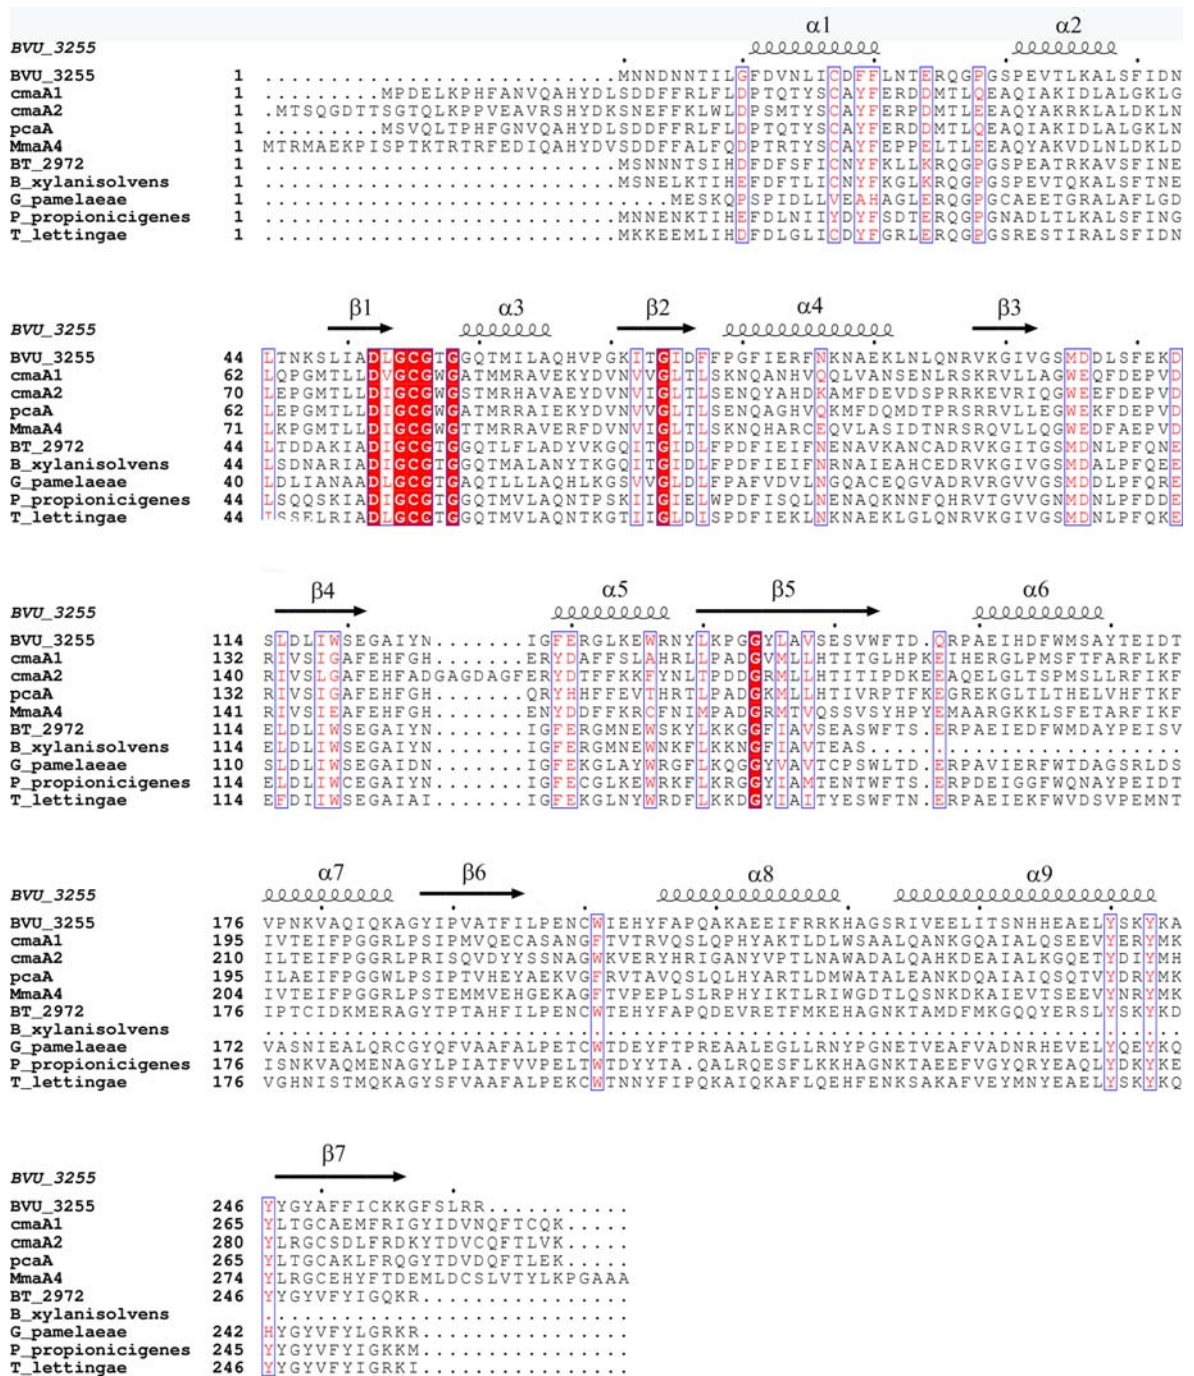 α1 α2
BVU_3255
BVU_3255 1 ...........................MNNDNNTILGFDVNLICDFFLNTERQGPGSPEVTLKALSFIDN
cmaA1 1 .........MPDELKPHFANVQAHYDLSDDFFRLFLDPTQTYSCAYFERDDMTLQEAQIAKIDLALGKLG
cmaA2 1 .MTSQGDTTSGTQLKPPVEAVRSHYDKSNEFFKLWLDPSMTYSCAYFERPDMTLEEAQYAKRKLALDKLN
pcaA 1 .........MSVQLTPHFGNVQAHYDLSDDFFRLFLDPTQTYSCAYFERDDMTLQEAQIAKIDLALGKLN
MmaA4 1 MTRMAEKPISPTKTRTRFEDIQAHYDVSDDFFALFQDPTRTYSCAYFEPPELTLEEAQYAKVDLNLDKLD
BT_2972 1 ...........................MSNNNTSIHDFDFSFICNYFKLLKRQGPGSPEATRKAVSFINE
B_xylanisolvens 1 ...........................MSNELKTIHEFDFTLICNYFKGLKRQGPGSPEVTQKALSFTNE
G_pamelaeae 1 ...............................MESKQPSPIDLLVEAHAGLERQGPGCAEETGRALAFLGD
P_propionicigenes 1 ...........................MNNENKTIHEFDLNIIYDYFSDTERQGPGNADLTLKALSFING
T_lettingae 1 ...........................MKKEEMLIHDFDLGLICDYFGRLERQGPGSRESTIRALSFIDN
β1 α3 β2 α4 β3
BVU_3255
BVU_3255 44 LTNKSLIADLGCGTGGQTMILAQHVPGKITGIDFFPGFIERFNKNAEKLNLQNRVKGIVGSMDDLSFEKD
cmaA1 62 LQPGMTLLDVGCGWGATMMRAVEKYDVNVVGLTLSKNQANHVQQLVANSENLRSKRVLLAGWEQFDEPVD
cmaA2 70 LEPGMTLLDIGCGWGSTMRHAVAEYDVNVIGLTLSENQYAHDKAMFDEVDSPRRKEVRIQGWEEFDEPVD
pcaA 62 LEPGMTLLDIGCGWGATMRRAIEKYDVNVVGLTLSENQAGHVQKMFDQMDTPRSRRVLLEGWEKFDEPVD
MmaA4 71 LKPGMTLLDIGCGWGTTMRRAVERFDVNVIGLTLSKNQHARCEQVLASIDTNRSRQVLLQGWEDFAEPVD
BT_2972 44 LTDDAKIADIGCGTGGQTLFLADYVKGQITGIDLFPDFIEIFNENAVKANCADRVKGITGSMDNLPFQNE
B_xylanisolvens 44 LSDNARIADIGCGTGGQTMALANYTKGQITGIDLFPDFIEIFNRNAIEAHCEDRVKGIVGSMDALPFQEE
G_pamelaeae 40 LDLIANAADLGCGTGAQTLLLAQHLKGSVVGLDLFPAFVDVLNGQACEQGVADRVKGVVGSMDDLPFQRE
P_propionicigenes 44 LSQQSKIADIGCGTGGQTMVLAQNTPSKIIGIELWPDFISQLNENAQKNNFQHRVTGVVGNMDDLPFQNE
T_lettingae 44 LSSELRIADLGCGTGGQTMVLAQNTKGTIIGLDISPDFIEKLNKNAEKLGLQNRVKGIVGSMDNLPFQKE
β4 α5 β5 α6
BVU_3255
BVU_3255 114 SLDLIWSEGAIYN.......IGFERGLKEWRNYLKPGGYLAVSESVWFTD.QRPAEIHDFWMSAYTEIDT
cmaA1 132 RIVSIGAFEHFGH.......ERYDAFFSLAHRLLPADGVMLLHTITGLHPKEIHERGLPMSFTFARFLKF
cmaA2 140 RIVSLGAFEHFADGAGDAGFERYDTFFKKFYNLTPDDGRMLLHTITIPDKEEAQELGLTSPMSLLRFIKF
pcaA 132 RIVSIGAFEHFGH.......QRYHHFFEVTHRTLPADGKMLLHTIVRPTFKEGREKGLTLTHELVHFTKF
MmaA4 141 RIVSIEAFEHFGH.......ENYDDFFKRCFNIMPADGRMTVQSSVSYHPYEMAARGKKLSFETARFIKF
BT_2972 114 ELDLIWSEGAIYN.......IGFERGMNEWSKYLKKGGFIAVSEASWFTS.ERPAEIEDFWMDAYPEISV
B_xylanisolvens 114 ELDLIWSEGAIYN.......IGFERGMNEWNKFLKKNGFIAVTEAS........................
G_pamelaeae 110 SLDLIWSEGAIDN.......IGFEKGLAYWRGFLKQGGYVAVTCPSWLTD.ERPAVIERFWTDAGSRLDS
P_propionicigenes 114 ELDLIWCEGAIYN.......IGFECGLKEWRKFLKRGGYIAMTENTWFTS.ERPDEIGGFWQNAYPEIDT
T_lettingae 114 EFDIIWSEGAIAI.......IGFEKGLNYWRDFLKKDGYIAITYESWFTN.ERPAEIEKFWVDSVPEMNT
α7 β6 α8 α9
BVU_3255
BVU_3255 176 VPNKVAQIQKAGYIPVATFILPENCWTEHYFAPQAKAEEIFRRKHAGSRIVEELITSNHHEAELYSKYKA
cmaA1 195 IVTEIFPGGRLPSIPMVQECASANGFTVTRVQSLQPHYAKTLDLWSAALQANKGQAIALQSEEVYERYMK
cmaA2 210 ILTEIFPGGRLPRISQVDYYSSNAGWKVERYHRIGANYVPTLNAWADALQAHKDEAIALKGQETYDIYMH
pcaA 195 ILAEIFPGGWLPSIPTVHEYAEKVGFRVTAVQSLQLHYARTLDMWATALEANKDQAIAIQSQTVYDRYMK
MmaA4 204 IVTEIFPGGRLPSTEMMVEHGEKAGFTVPEPLSLRPHYIKTLRIWGDTLQSNKDKAIEVTSEEVYNRYMK
BT_2972 176 IPTCIDKMERAGYTPTAHFILPENCWTEHYFAPQDEVRETFMKEHAGNKTAMDFMKGQQYERSLYSKYKD
B_xylanisolvens ......................................................................
G_pamelaeae 172 VASNIEALQRCGYQFVAAFALPETCWTDEYFTPREAALEGLLRNYPGNETVEAFVADNRHEVELYQEYKQ
P_propionicigenes 176 ISNKVAQMENAGYLPIATFVVPELTWTDYYTA.QALRQESFLKKHAGNKTAEEFVGYQRYEAQLYDKYKE
T_lettingae 176 VGHNISTMQKAGYSFVAAFALPEKCWTNNYFIPQKAIQKAFLQEHFENKSAKAFVEYMNYEAELYSKYKQ
β7
BVU_3255
BVU_3255 246 YYGYAFFICKKGFSLRR...........
cmaA1 265 YLTGCAEMFRIGYIDVNQFTCQK.....
cmaA2 280 YLRGCSDLFRDKYTDVCQFTLVK.....
pcaA 265 YLTGCAKLFRQGYTDVDQFTLEK.....
MmaA4 274 YLRGCEHYFTDEMLDCSLVTYLKPGAAA
BT_2972 246 YYGYVFYIGQKR................
B_xylanisolvens ............................
G_pamelaeae 242 HYGYVFYLGRKR................
P_propionicigenes 245 YYGYVFYIGKKM................
T_lettingae 246 YYGYVFYIGRKI................